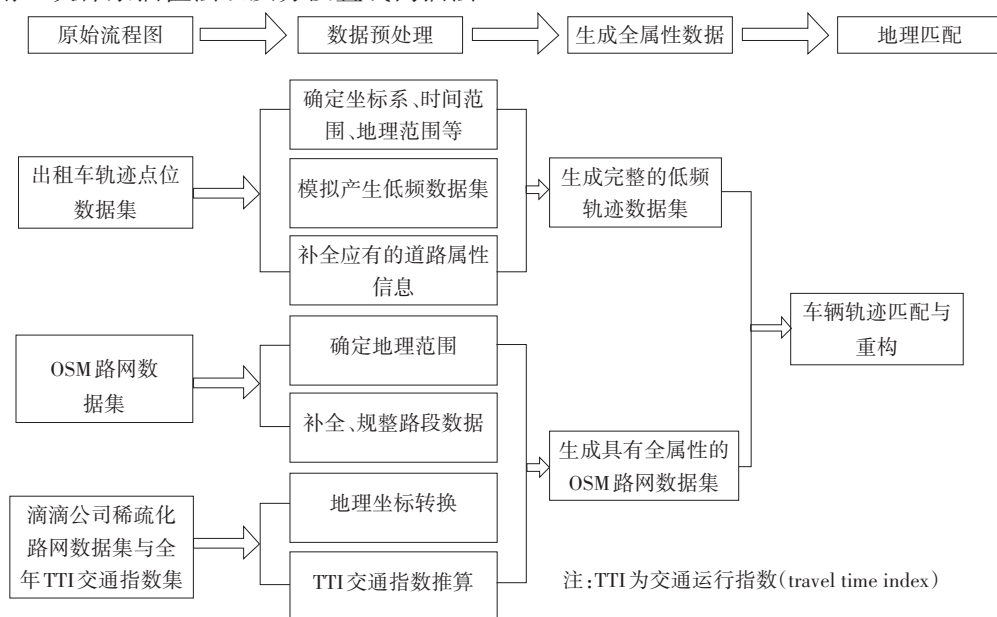 原始流程图
数据预处理
生成全属性数据
地理匹配
出租车轨迹点位
数据集
确定坐标系、时间范
围、地理范围等
模拟产生低频数据集
补全应有的道路属性
信息
生成完整的低频
轨迹数据集
OSM路网数
据集
确定地理范围
补全、规整路段数据
滴滴公司稀疏化
路网数据集与全
年TTI交通指数集
地理坐标转换
TTI交通指数推算
生成具有全属性的
OSM路网数据集
车辆轨迹匹配与
重构
注:TTI为交通运行指数(travel time index)